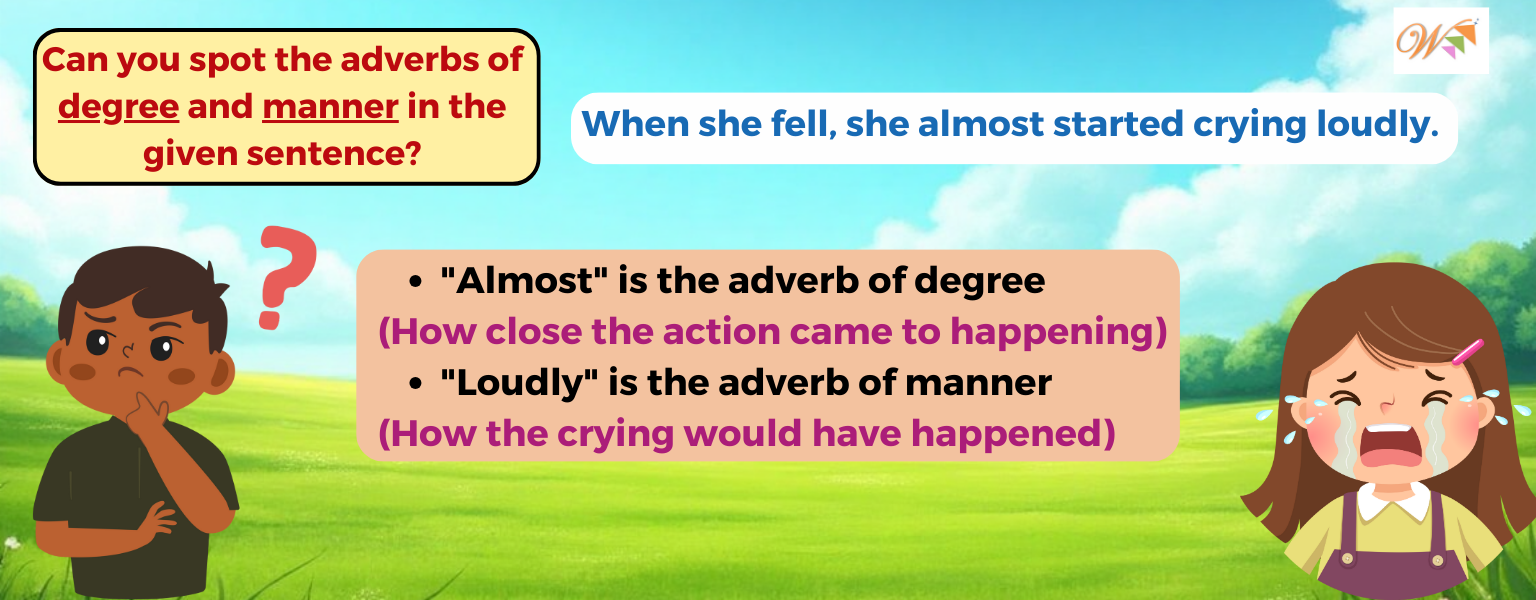 Can you spot the adverbs of
degree and manner in the
given sentence?
W
When she fell, she almost started crying loudly.
?
• "Almost" is the adverb of degree
(How close the action came to happening)
• "Loudly" is the adverb of manner
(How the crying would have happened)